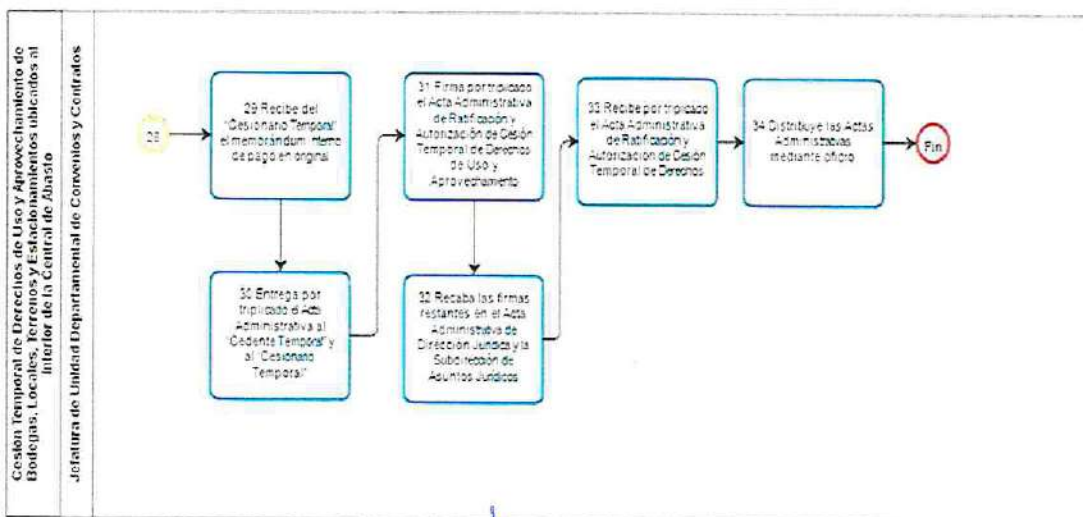 Cesión Temporal de Derechos de Uso y Aprovechamiento de
Bodegas, Locales, Terrenos y Estacionamientos ubicados al
Interior de la Central de Abasto
Jefatura de Unidad Departamental de Convenios y Contratos
28
29 Recibe del
"Cesionario Temporal"
el memorándum interno
de pago en original
30 Entrega por
triplicado el Acta
Administrativa al
"Cedente Temporal" y
al "Cesionario
Temporal"
31 Firma por triplicado
el Acta Administrativa
de Ratificación y
Autorización de Cesión
Temporal de Derechos
de Uso y
Aprovechamiento
32 Recaba las firmas
restantes en el Acta
Administrativa de
Dirección Jurídica y la
Subdirección de
Asuntos Jurídicos
33 Recibe por triplicado
el Acta Administrativa
de Ratificación y
Autorización de Cesión
Temporal de Derechos
34 Distribuye las Actas
Administrativas
mediante oficio
Fin